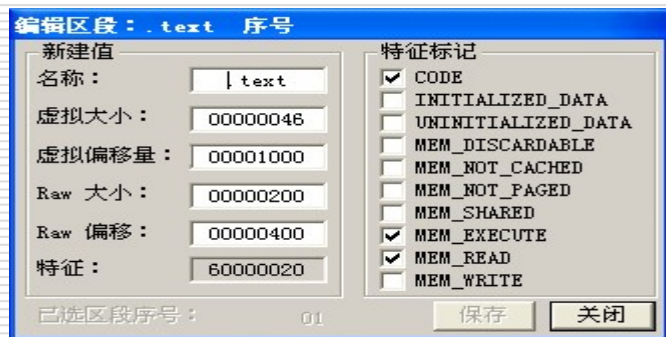 编辑区段：.text 序号
新建值
名称： .text
虚拟大小： 00000046
虚拟偏移量： 00001000
Raw 大小： 00000200
Raw 偏移： 00000400
特征： 60000020
特征标记
CODE
INITIALIZED_DATA
UNINITIALIZED_DATA
MEM_DISCARDABLE
MEM_NOT_CACHED
MEM_NOT_PAGED
MEM_SHARED
MEM_EXECUTE
MEM_READ
MEM_WRITE
已选区段序号： 01
保存
关闭